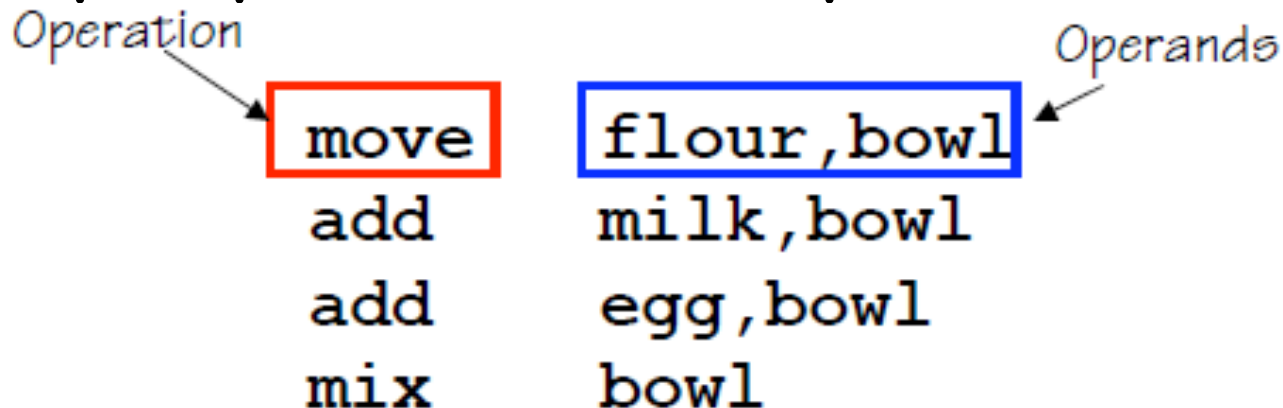 Operation
Operands
move flour,bowl
add milk,bowl
add egg,bowl
mix bowl